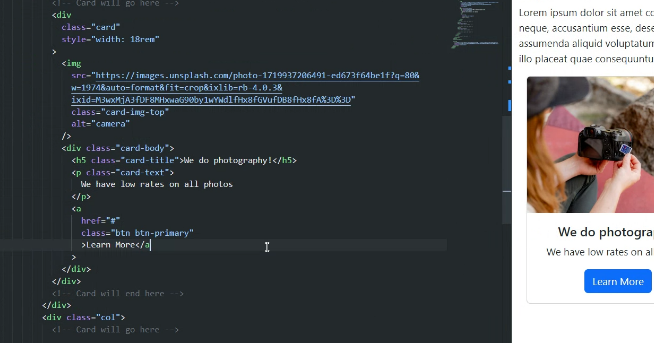 <!-- Card will go here -->
<div
class="card"
style="width: 18rem"
>
<img
src="https://images.unsplash.com/photo-1719937206491-ed673f64be1f?q=80&
w=1974&auto=format&fit=crop&ixlib=rb-4.0.3&
ixid=M3wxMjA3fDF8MHxwaG90by1wYWdlfHx8fGVufDB8fHx8fA%3D%3D"
class="card-img-top"
alt="camera"
/>
<div class="card-body">
<h5 class="card-title">We do photography!</h5>
<p class="card-text">
We have low rates on all photos
</p>
<a
href="#"
class="btn btn-primary"
>Learn More</a
>
</div>
</div>
<!-- Card will end here -->
</div>
<div class="col">
<!-- Card will go here -->
Lorem ipsum dolor sit amet co
neque, accusantium esse, dese
assumenda aliquid voluptatum
illo placeat quae consequuntu
We do photogra
We have low rates on all
Learn More